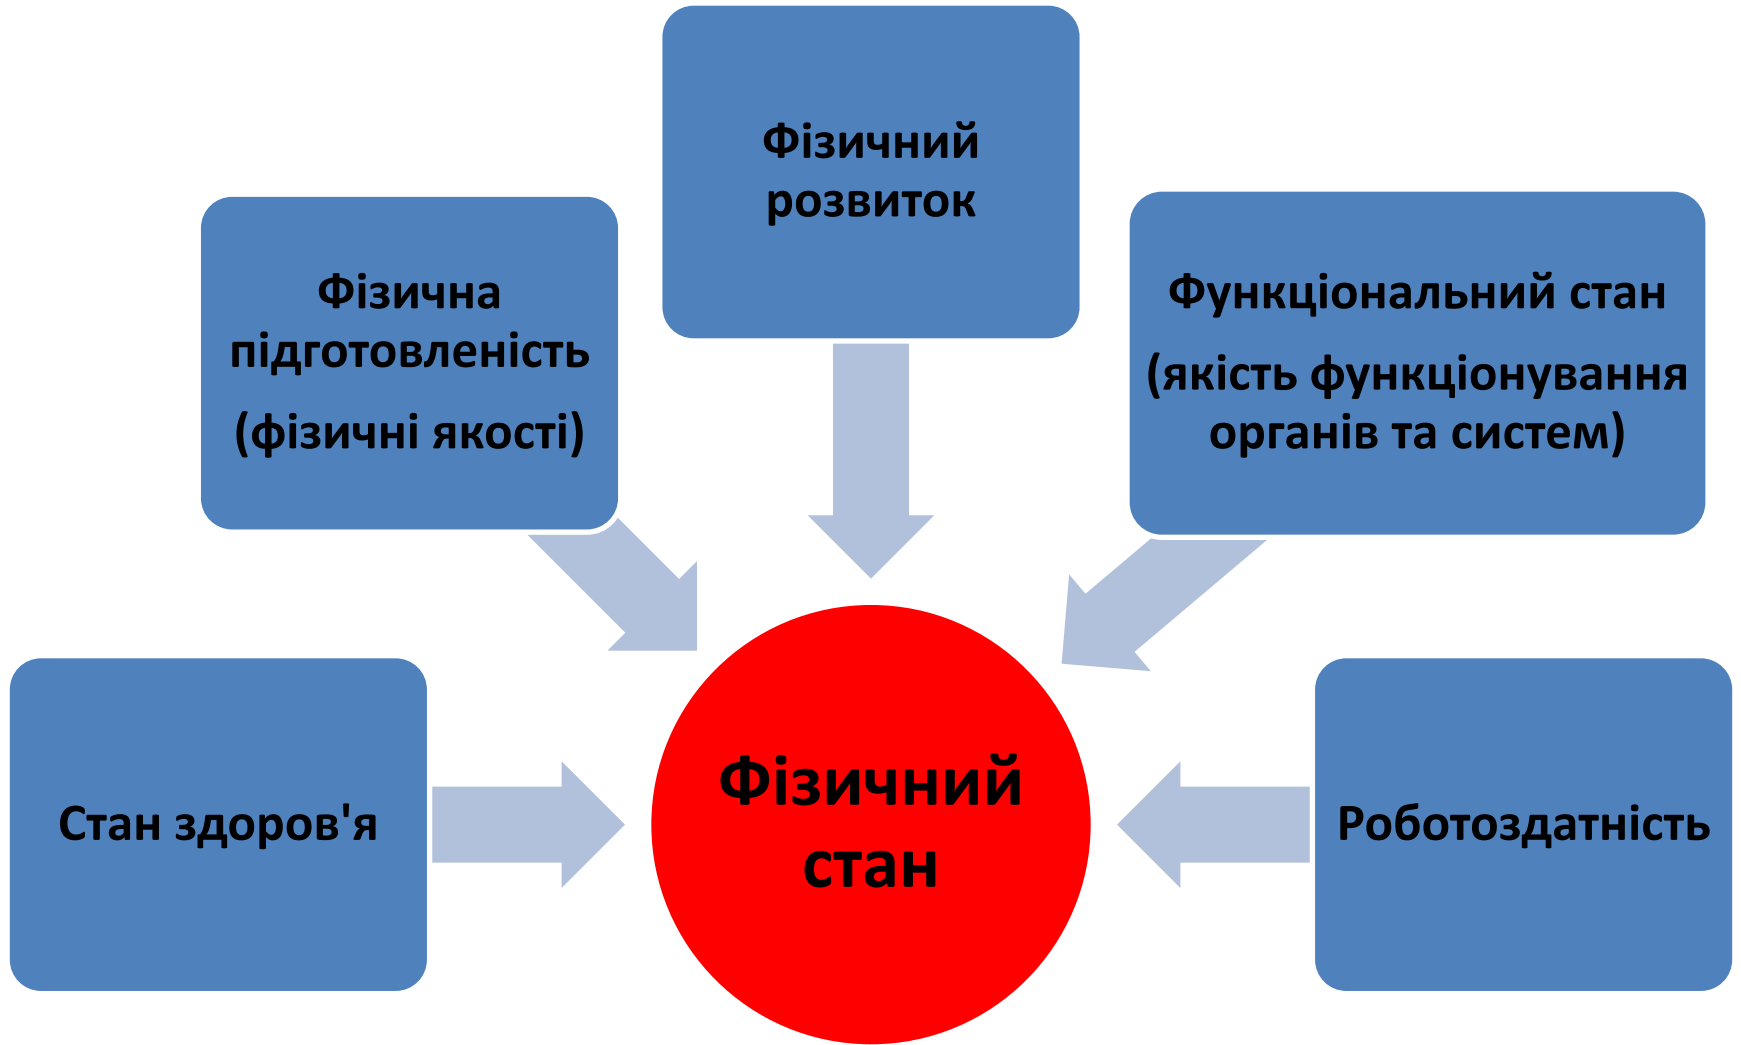 Фізичний
розвиток
Фізична
підготовленість
(фізичні якості)
Функціональний стан
(якість функціонування
органів та систем)
Стан здоров'я
Фізичний
стан
Роботоздатність